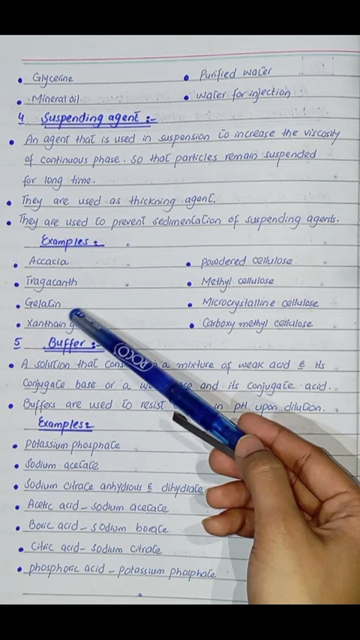 Glycerine
Purified water
Mineral oil
water for injection
4 Suspending agent :-
An agent that is used in suspension to increase the viscosity
of continuous phase. So that particles remain suspended
for long time.
They are used as thickning agent.
They are used to prevent sedimentation of suspending agents.
Examples :
Accacia
powdered cellulose
Tragacanth
Methyl cellulose
Gelatin
Microcrystalline cellulose
Xanthan
Carboxy methyl cellulose
5 Buffer :-
A solution that a mixture of weak acid & its
Conjugate base or a and its conjugate acid.
Buffers are used to resist in pH upon dilution.
Examples :
Potassium phosphate
Sodium acetate
Sodium citrate anhydrous & dihydrate
Acetic acid - sodium acetate
Boric acid - sodium borate
Citric acid - Sodium citrate
phosphoric acid - potassium phosphate